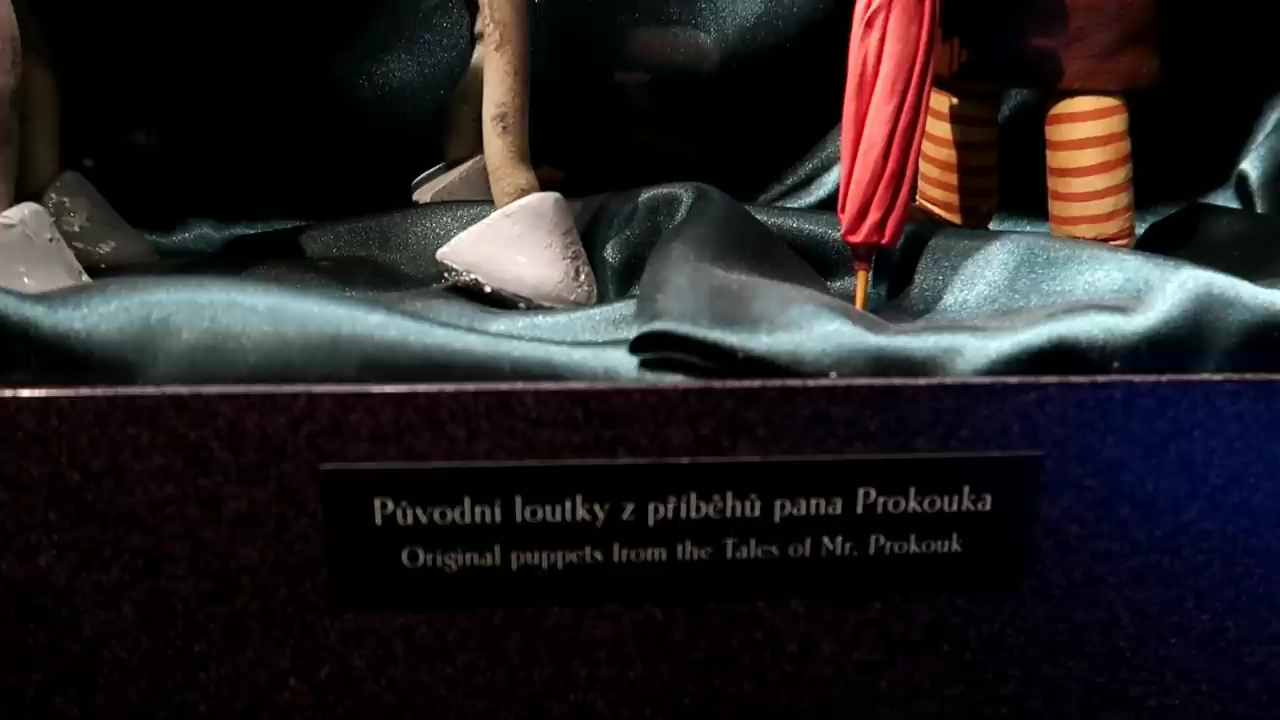 Původní loutky z příběhů pana Prokouka
Original puppets from the Tales of Mr. Prokouk